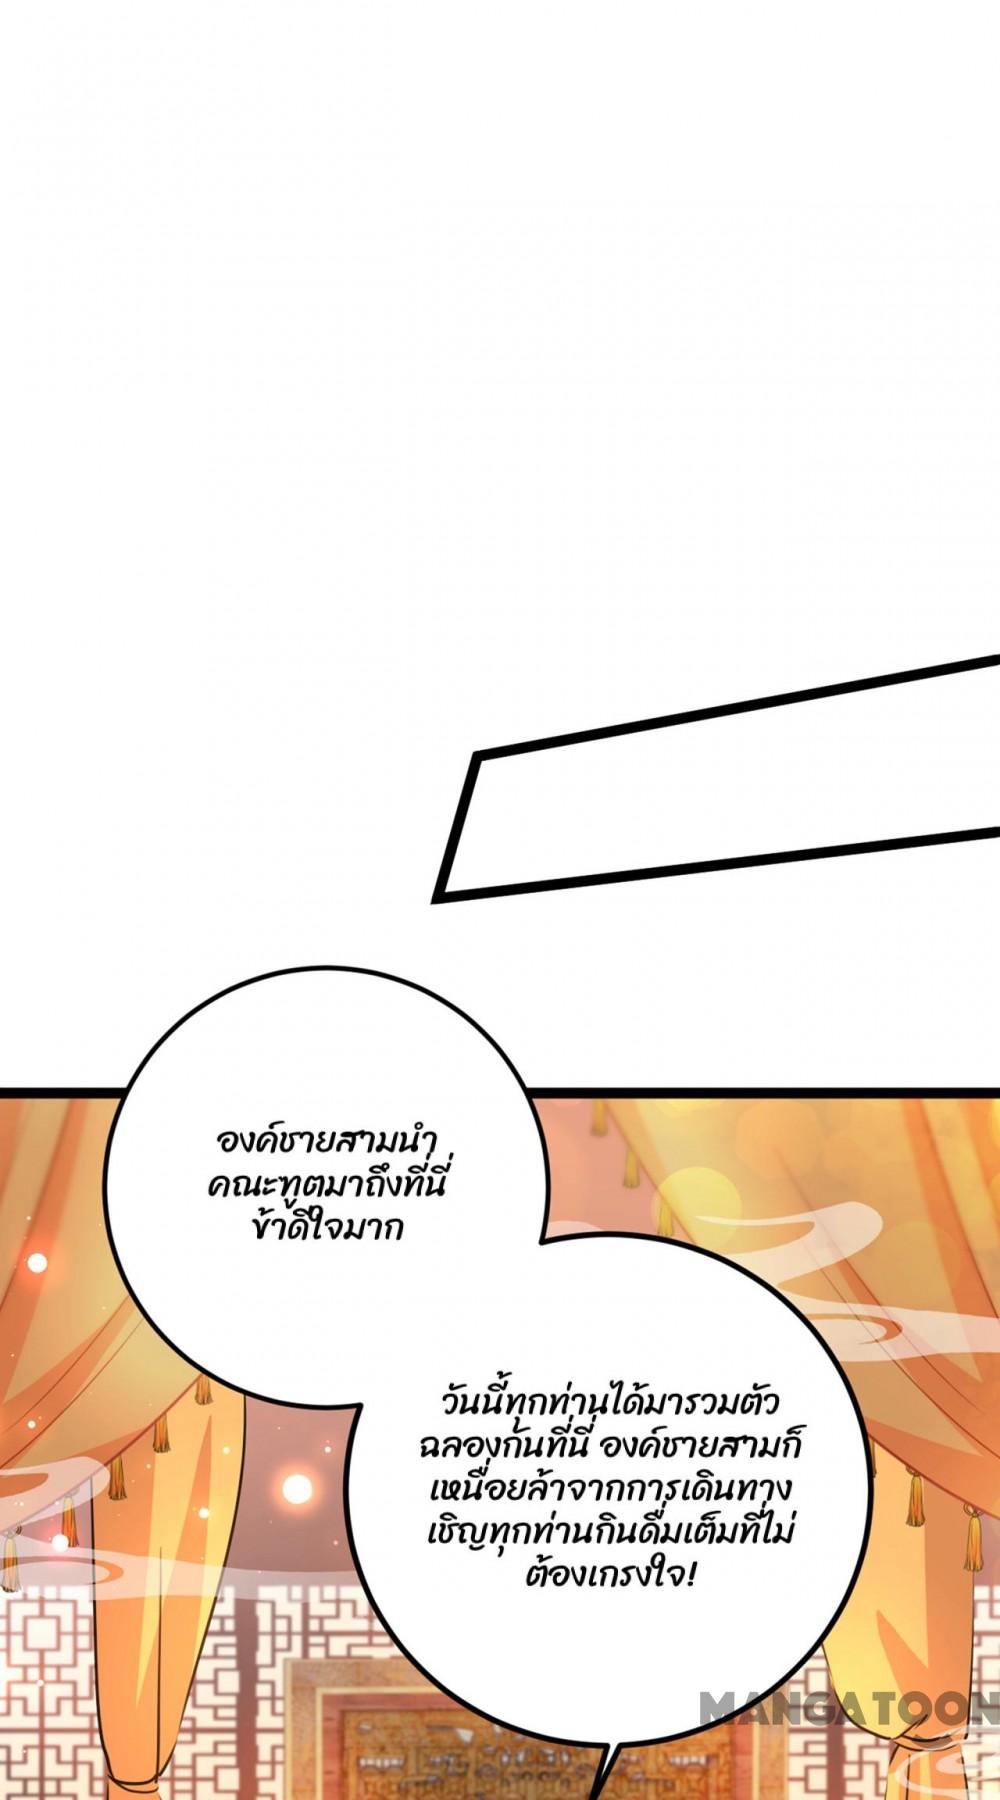 องค์ชายสามนำ
คณะทูตมาถึงที่นี่
ข้าดีใจมาก
วันนี้ทุกท่านได้มารวมตัว
ฉลองกันที่นี่ องค์ชายสามก็
เหนื่อยล้าจากการเดินทาง
เชิญทุกท่านกินดื่มเต็มที่ไม่
ต้องเกรงใจ!
MANGATOON